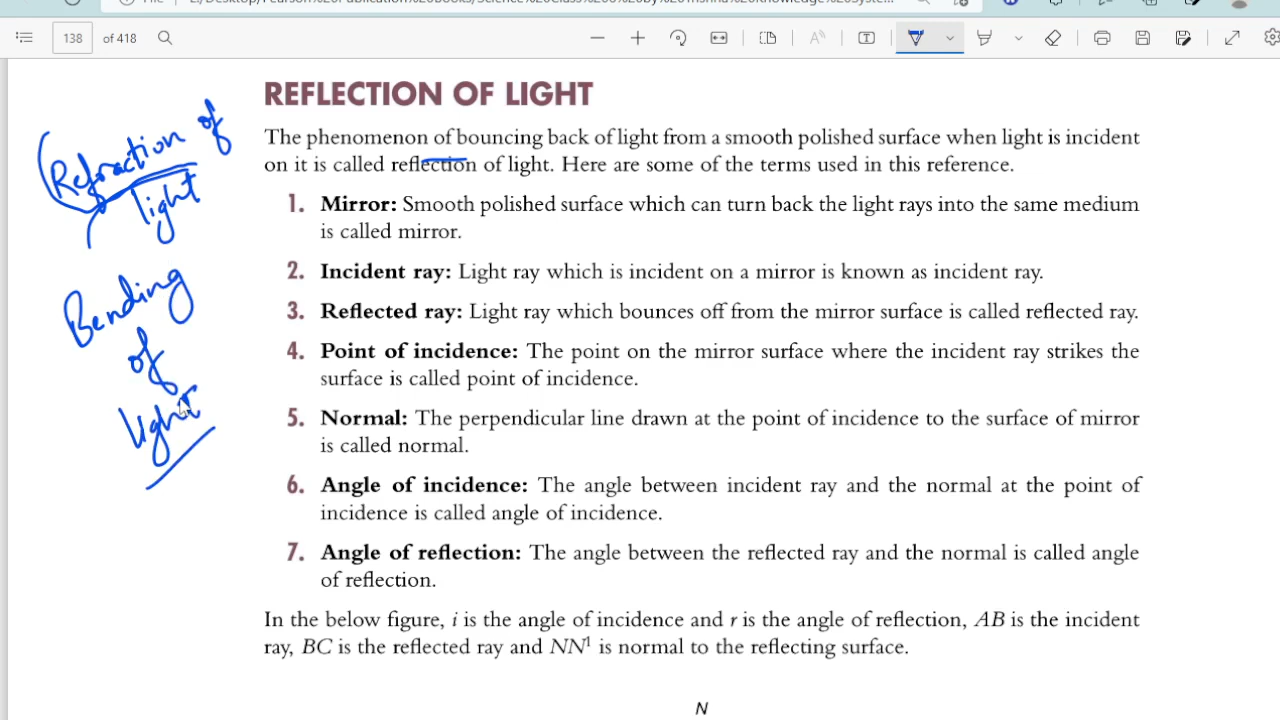 138 of 418
REFLECTION OF LIGHT
The phenomenon of bouncing back of light from a smooth polished surface when light is incident
on it is called reflection of light. Here are some of the terms used in this reference.
1. Mirror: Smooth polished surface which can turn back the light rays into the same medium
is called mirror.
2. Incident ray: Light ray which is incident on a mirror is known as incident ray.
3. Reflected ray: Light ray which bounces off from the mirror surface is called reflected ray.
4. Point of incidence: The point on the mirror surface where the incident ray strikes the
surface is called point of incidence.
5. Normal: The perpendicular line drawn at the point of incidence to the surface of mirror
is called normal.
6. Angle of incidence: The angle between incident ray and the normal at the point of
incidence is called angle of incidence.
7. Angle of reflection: The angle between the reflected ray and the normal is called angle
of reflection.
In the below figure, i is the angle of incidence and r is the angle of reflection, AB is the incident
ray, BC is the reflected ray and NN¹ is normal to the reflecting surface.
N
Refraction of
light
Bending
of
light